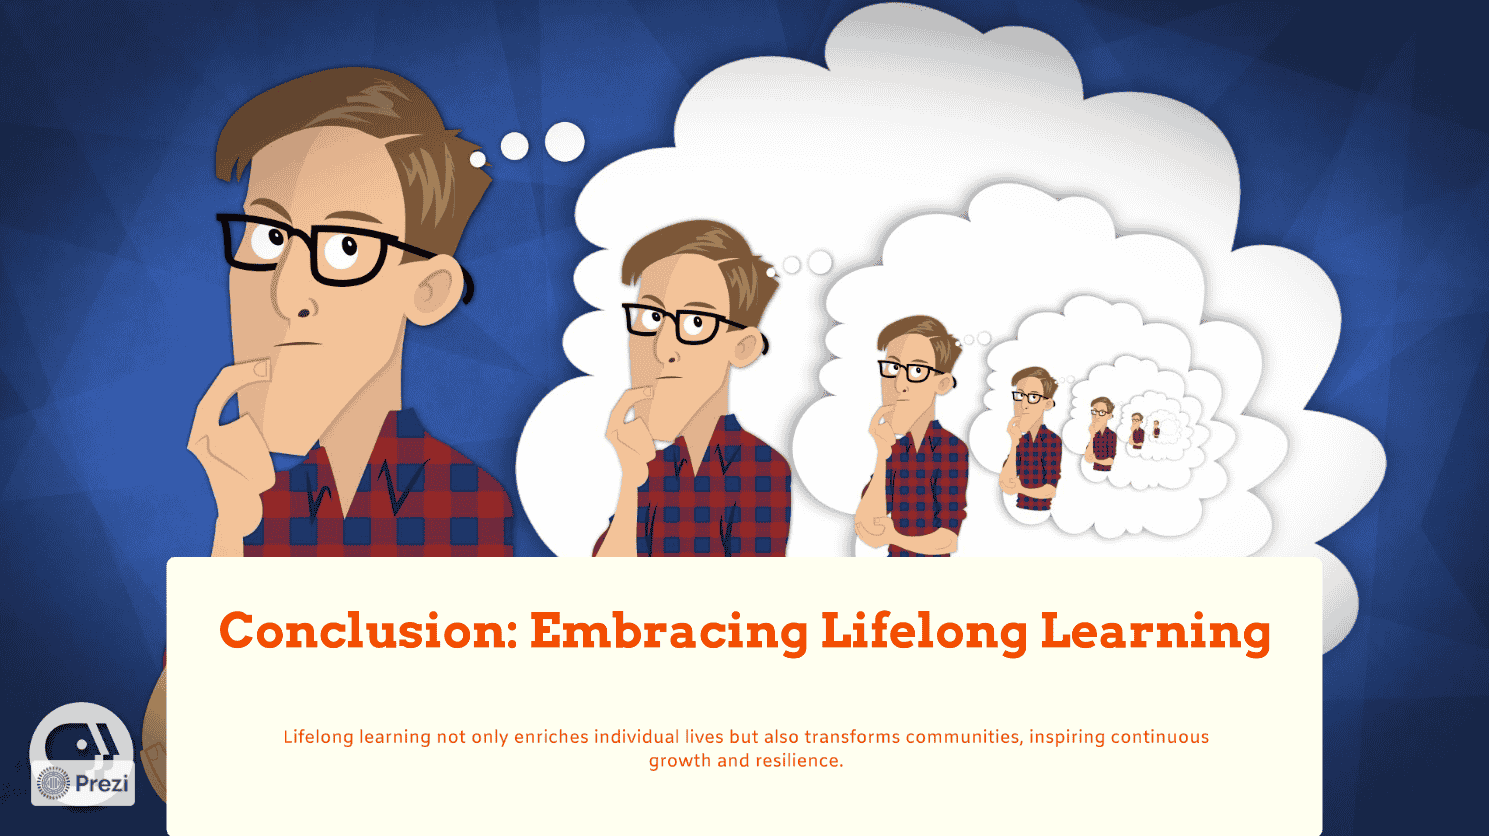 Conclusion: Embracing Lifelong Learning
Lifelong learning not only enriches individual lives but also transforms communities, inspiring continuous
growth and resilience.
Prezi